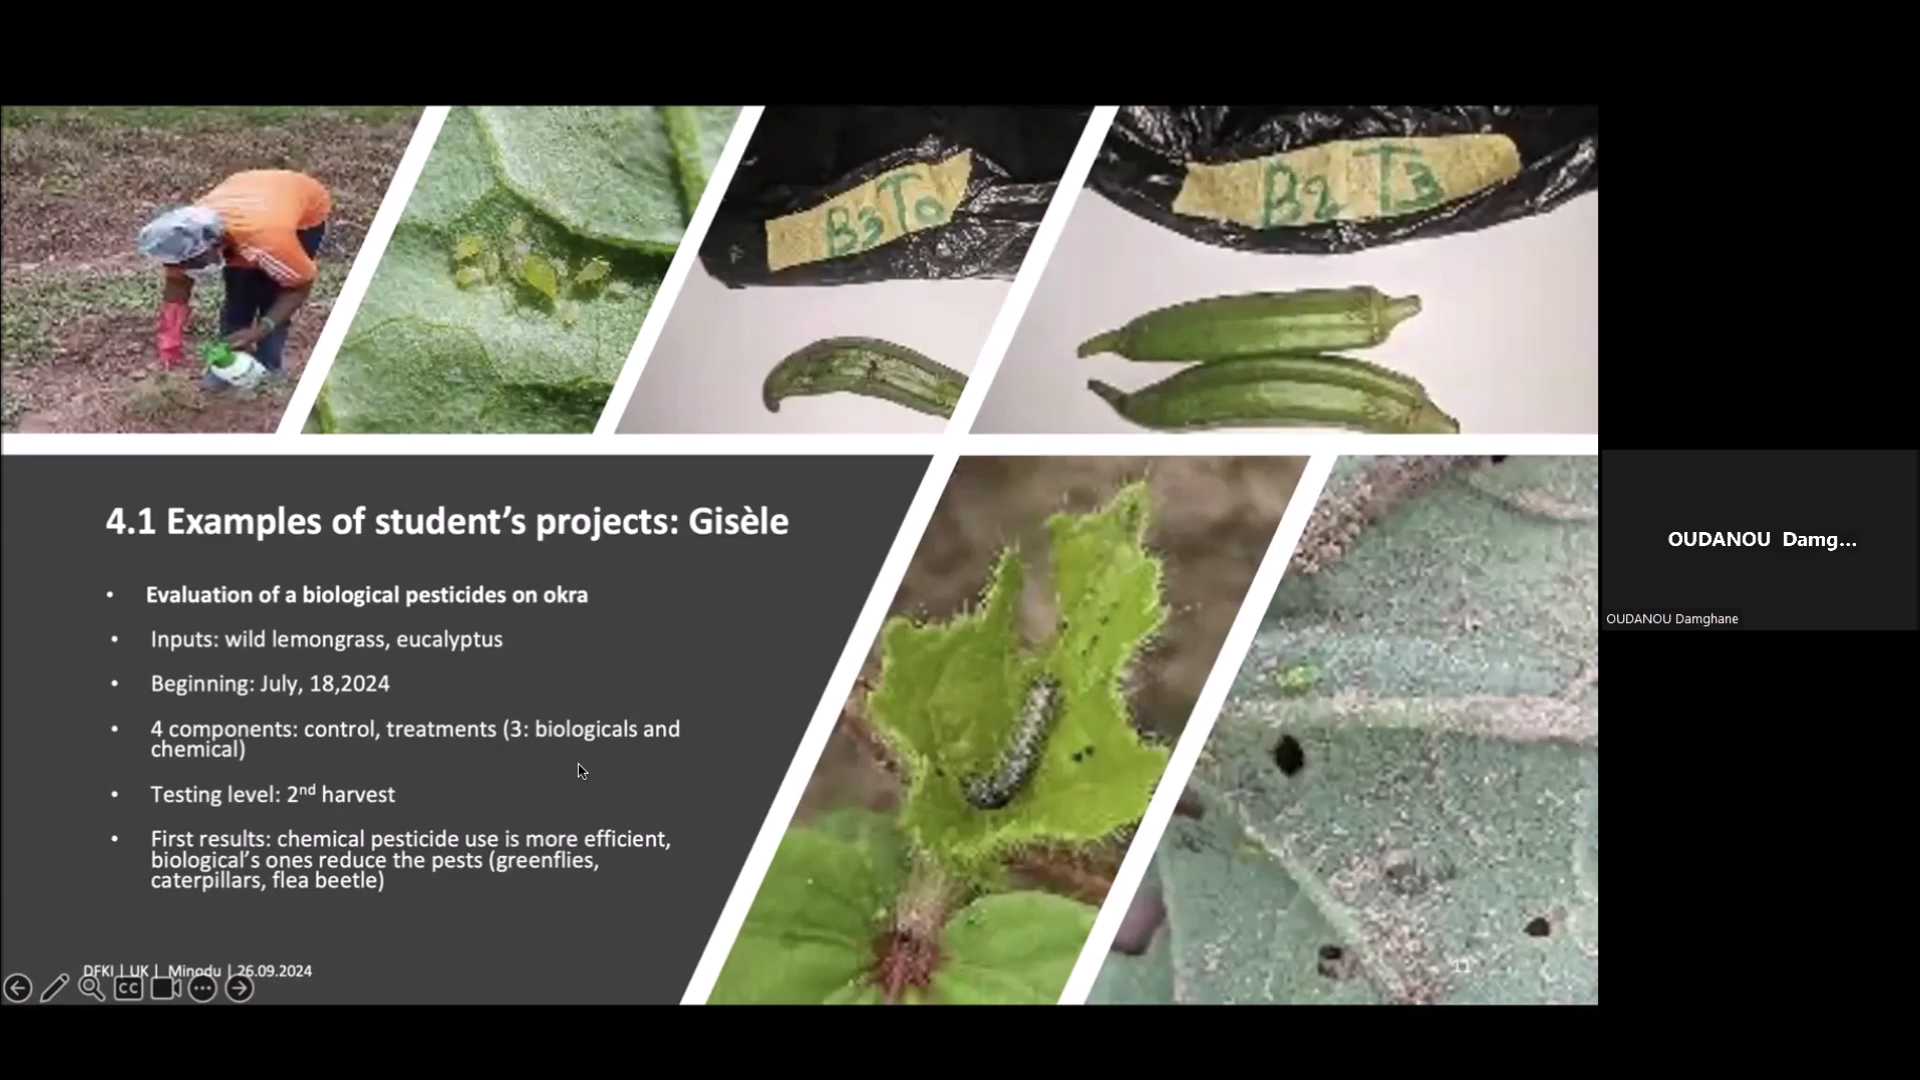 B3T0
B2 T3
4.1 Examples of student's projects: Gisèle
• Evaluation of a biological pesticides on okra
• Inputs: wild lemongrass, eucalyptus
• Beginning: July, 18,2024
• 4 components: control, treatments (3: biologicals and
chemical)
• Testing level: 2nd harvest
• First results: chemical pesticide use is more efficient,
biological's ones reduce the pests (greenflies,
caterpillars, flea beetle)
DFKI | UK | Minodu | 26.09.2024
CC
11
OUDANOU Damg...
OUDANOU Damghane